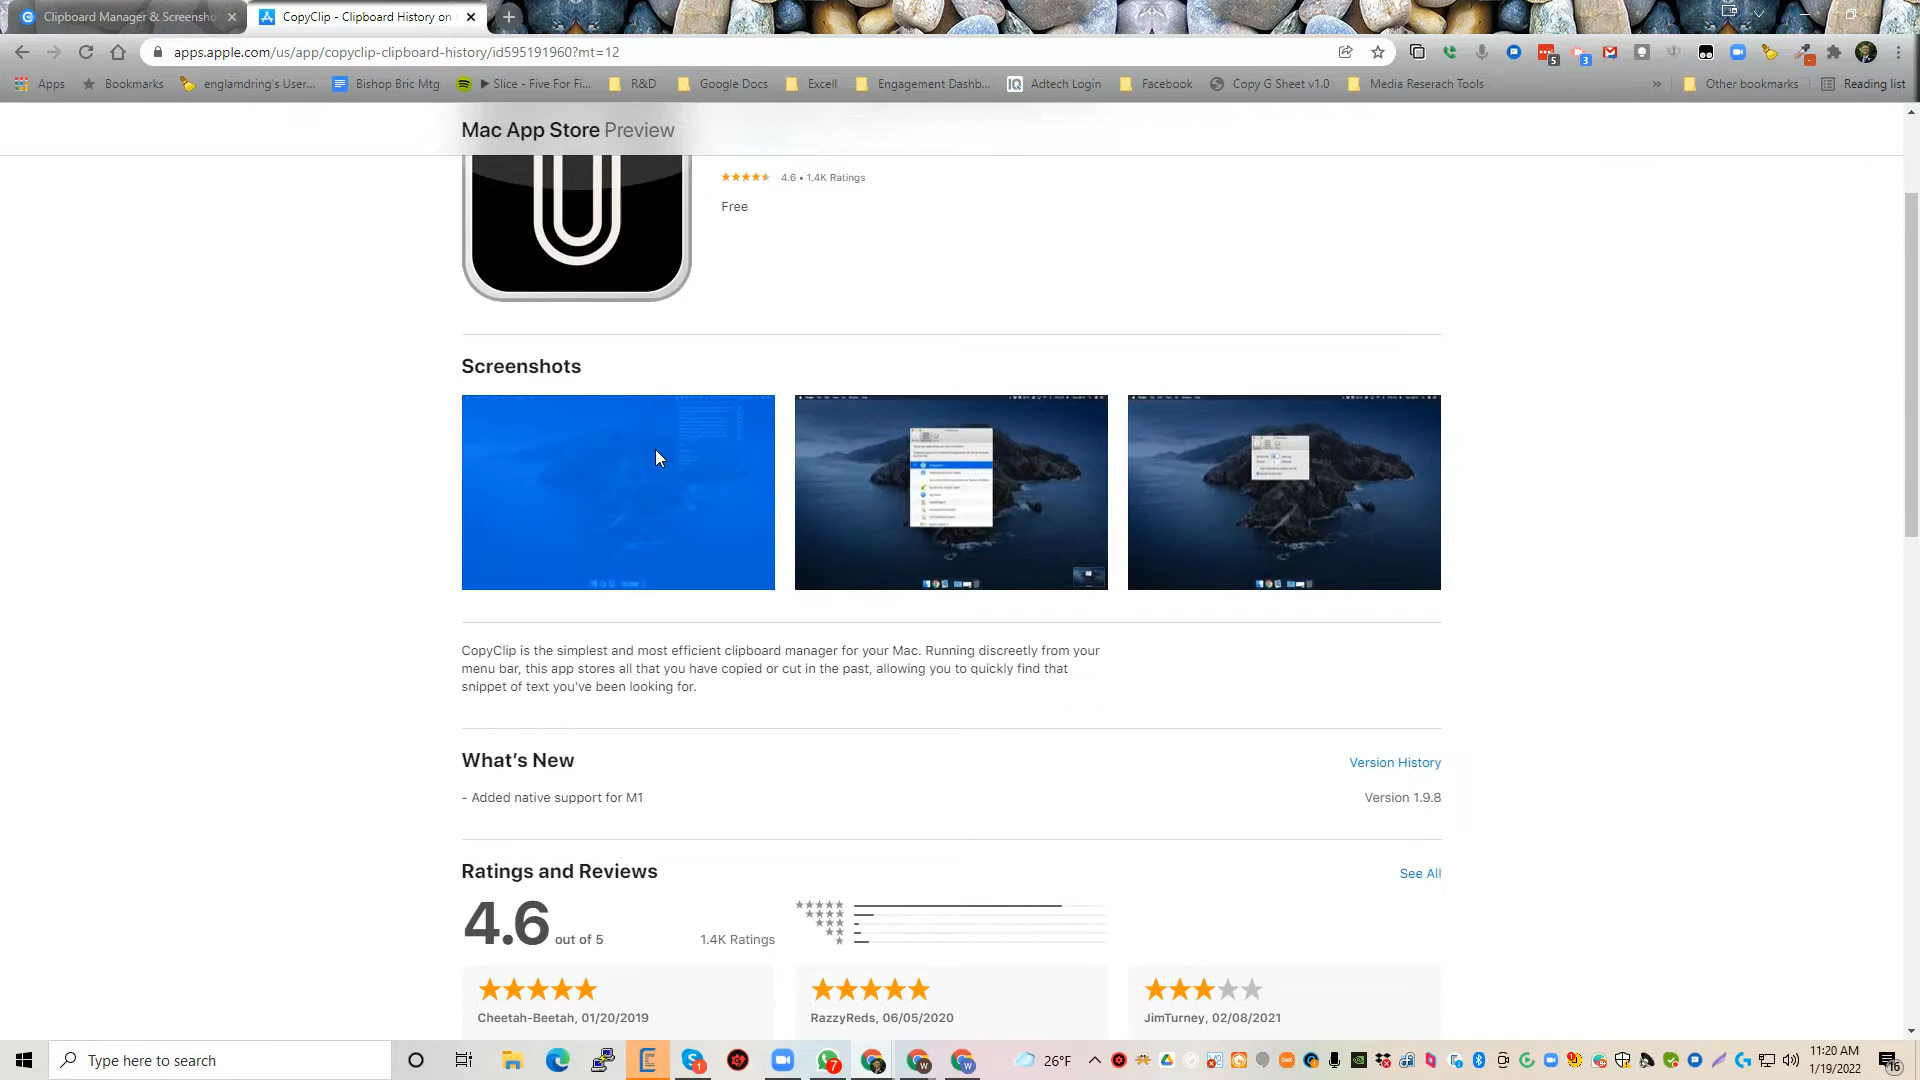 Clipboard Manager & Screensho
CopyClip - Clipboard History on
apps.apple.com/us/app/copyclip-clipboard-history/id595191960?mt=12
Apps
Bookmarks
englamdring's User...
Bishop Bric Mtg
▶ Slice - Five For Fi...
R&D
Google Docs
Excell
Engagement Dashb...
IQ
Adtech Login
Facebook
Copy G Sheet v1.0
Media Reserach Tools
»
Other bookmarks
Reading list
Mac App Store Preview
4.6 • 1.4K Ratings
Free
Screenshots
CopyClip is the simplest and most efficient clipboard manager for your Mac. Running discreetly from your
menu bar, this app stores all that you have copied or cut in the past, allowing you to quickly find that
snippet of text you've been looking for.
What's New
Version History
- Added native support for M1
Version 1.9.8
Ratings and Reviews
See All
4.6 out of 5
1.4K Ratings
Cheetah-Beetah, 01/20/2019
RazzyReds, 06/05/2020
JimTurney, 02/08/2021
Type here to search
26°F
11:20 AM
1/19/2022
16